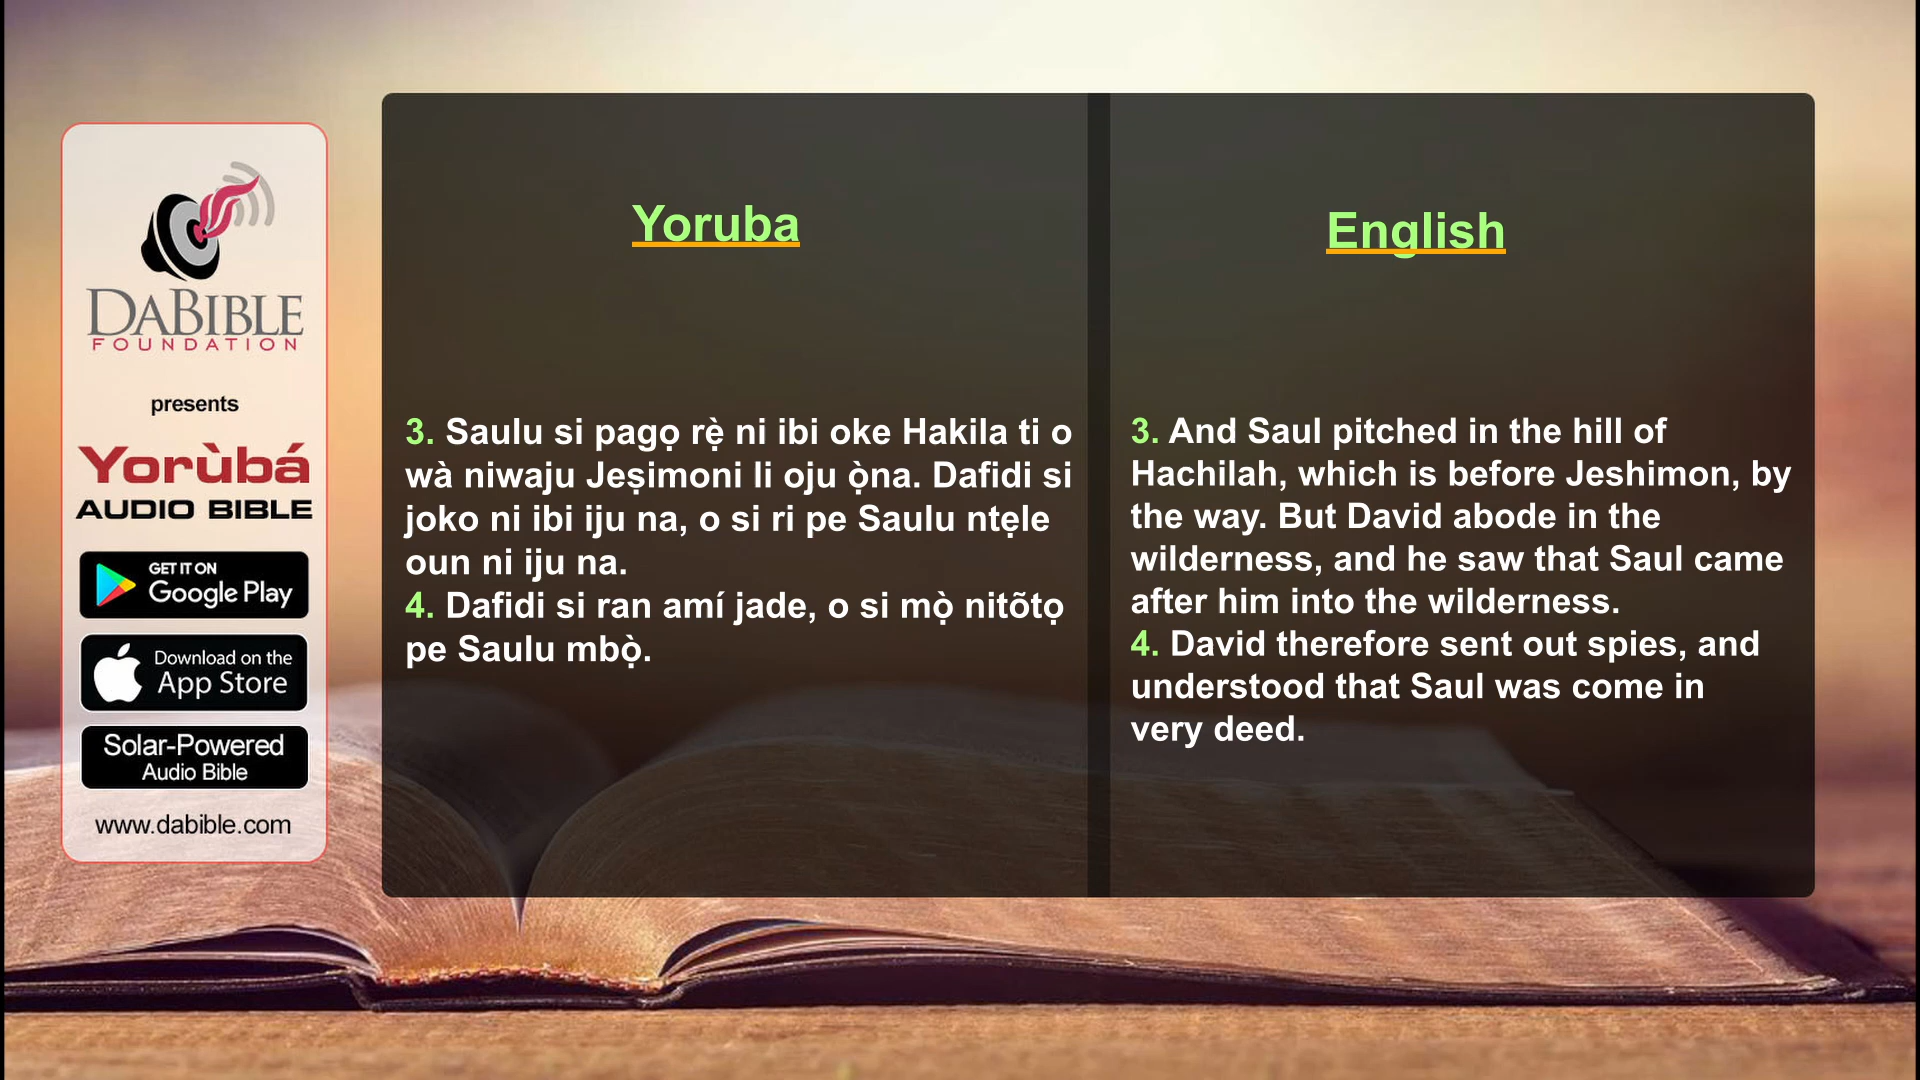 DABIBLE
FOUNDATION
presents
Yorùbá
AUDIO BIBLE
GET IT ON
Google Play
Download on the
App Store
Solar-Powered
Audio Bible
www.dabible.com
Yoruba
3. Saulu si pagọ rẹ̀ ni ibi oke Hakila ti o
wà niwaju Jeṣimoni li oju ọ̀na. Dafidi si
joko ni ibi iju na, o si ri pe Saulu ntẹle
oun ni iju na.
4. Dafidi si ran amí jade, o si mọ̀ nitõtọ
pe Saulu mbọ̀.
English
3. And Saul pitched in the hill of
Hachilah, which is before Jeshimon, by
the way. But David abode in the
wilderness, and he saw that Saul came
after him into the wilderness.
4. David therefore sent out spies, and
understood that Saul was come in
very deed.